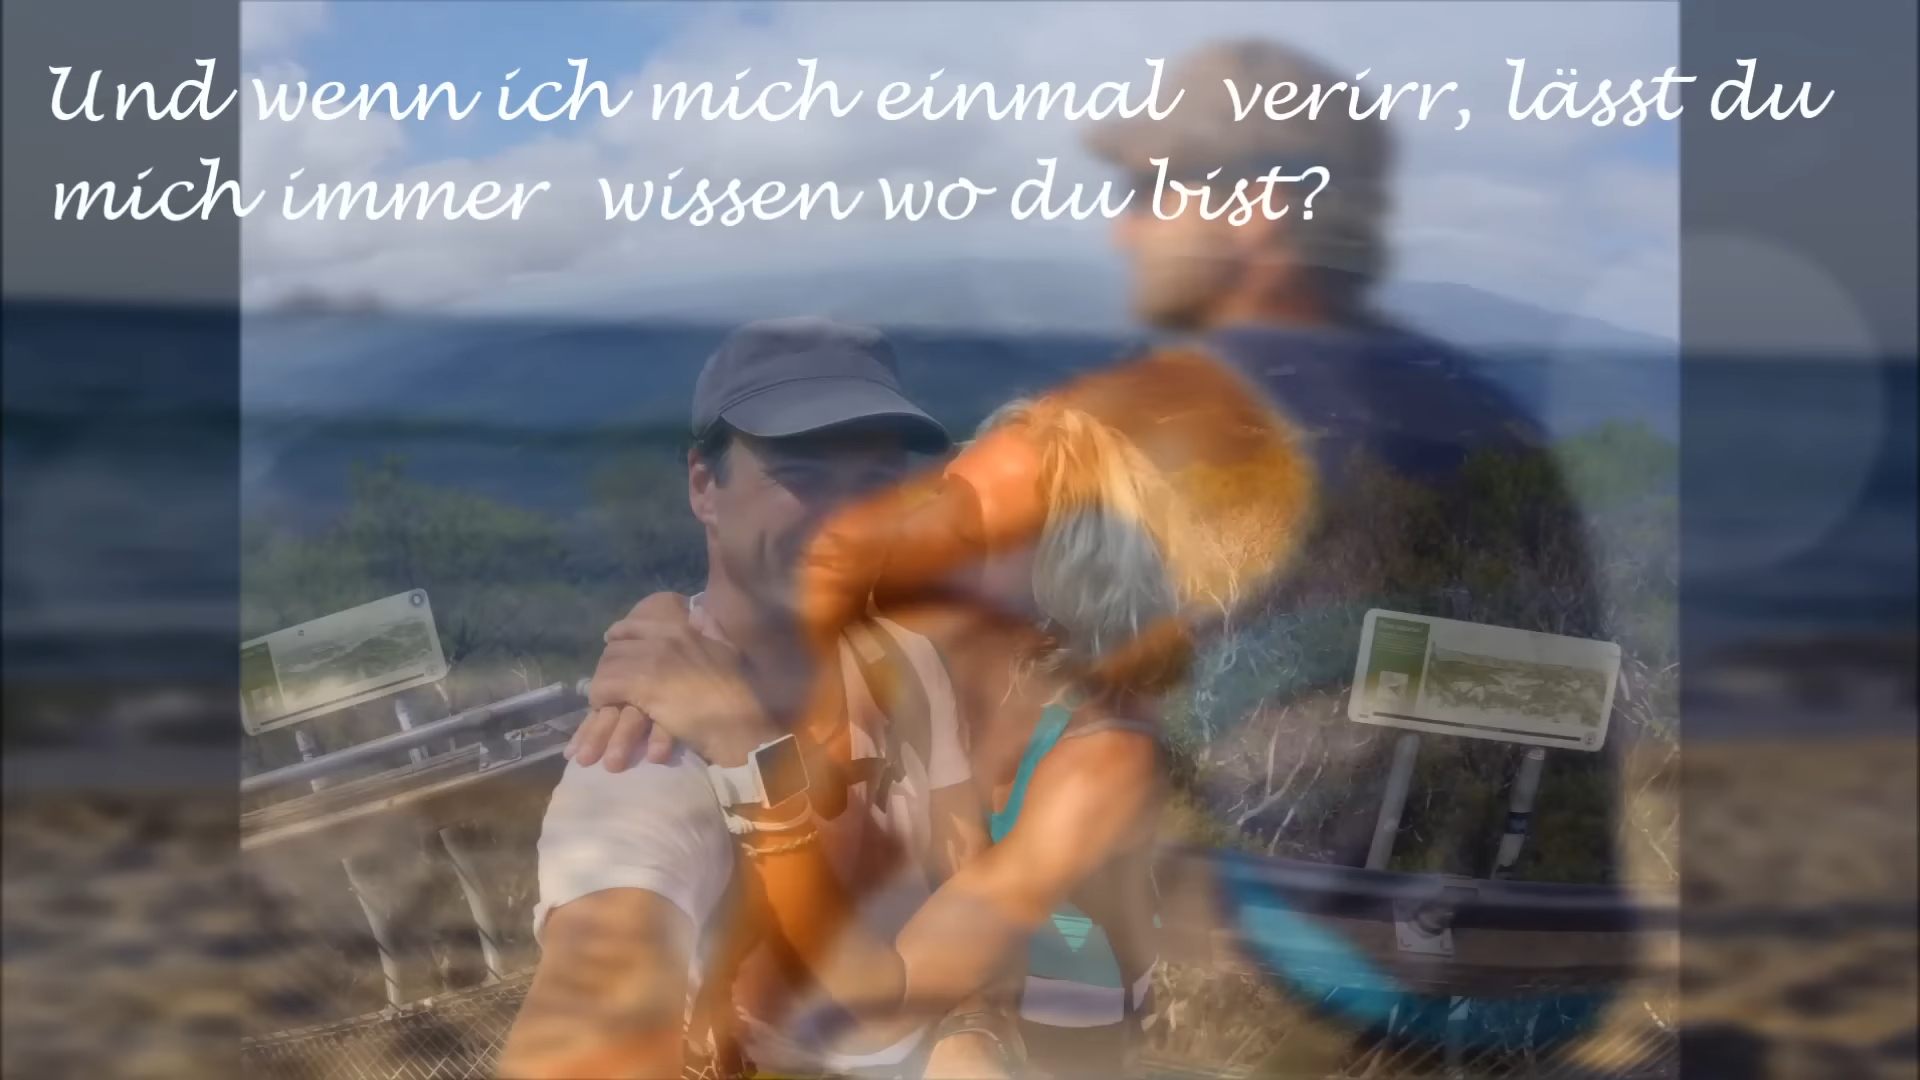 Und wenn ich mich einmal verirr, lässt du
mich immer wissen wo du bist?